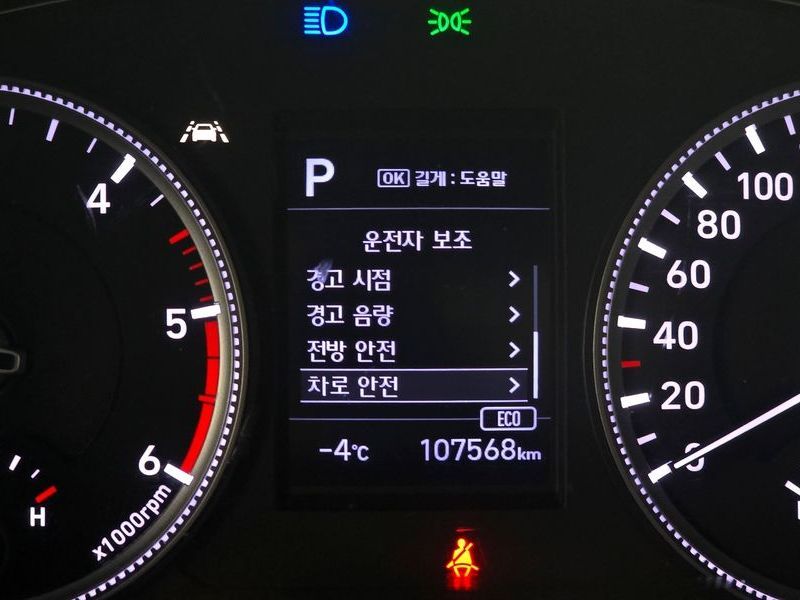 P
OK 길게 : 도움말
운전자 보조
경고 시점 >
경고 음량 >
전방 안전 >
차로 안전 >
ECO
-4°C 107568km
4
5
6
x1000rpm
H
100
80
60
40
20
0